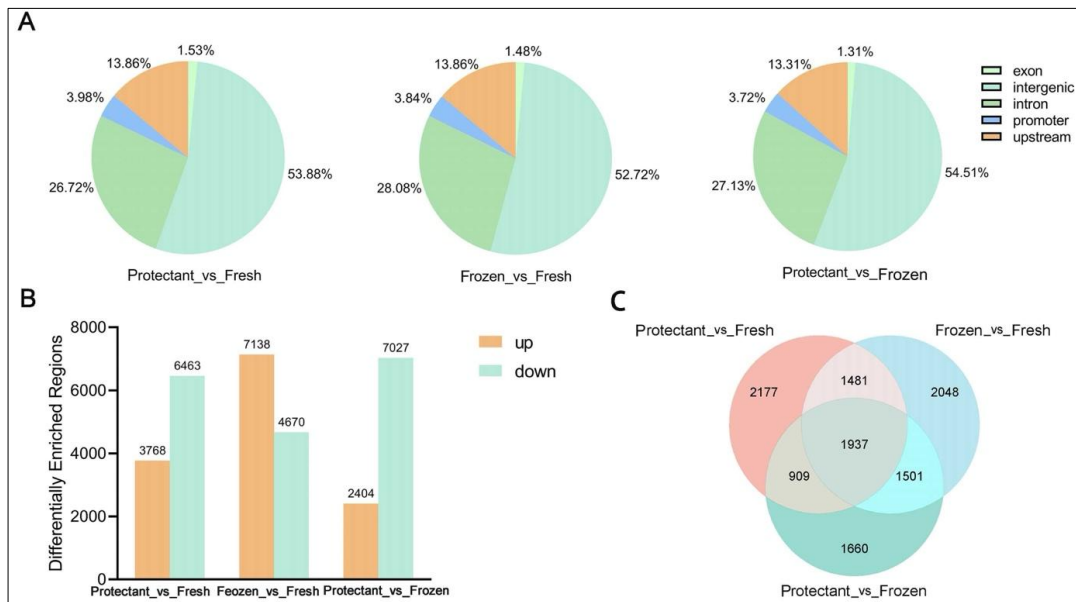 A
1.53%
13.86%
3.98%
26.72%
53.88%
Protectant_vs_Fresh
1.48%
13.86%
3.84%
28.08%
52.72%
Frozen_vs_Fresh
1.31%
13.31%
3.72%
27.13%
54.51%
Protectant_vs_Frozen
exon
intergenic
intron
promoter
upstream
B
Differentially Enriched Regions
8000
6000
4000
2000
0
3768
6463
7138
4670
2404
7027
Protectant_vs_Fresh
Feozen_vs_Fresh
Protectant_vs_Frozen
up
down
C
Protectant_vs_Fresh
Frozen_vs_Fresh
2177
1481
2048
1937
909
1501
1660
Protectant_vs_Frozen